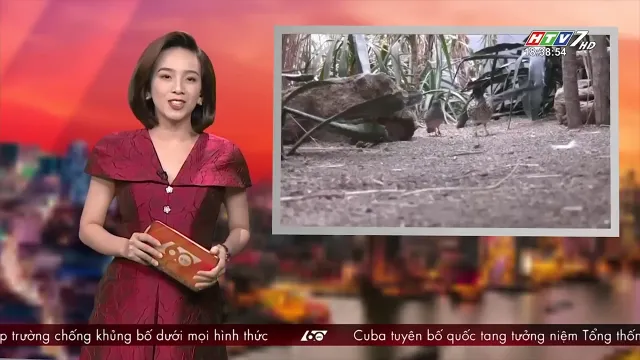 HTV7 HD
18:38:54
p trường chống khủng bố dưới mọi hình thức 60 Cuba tuyên bố quốc tang tưởng niệm Tổng thố